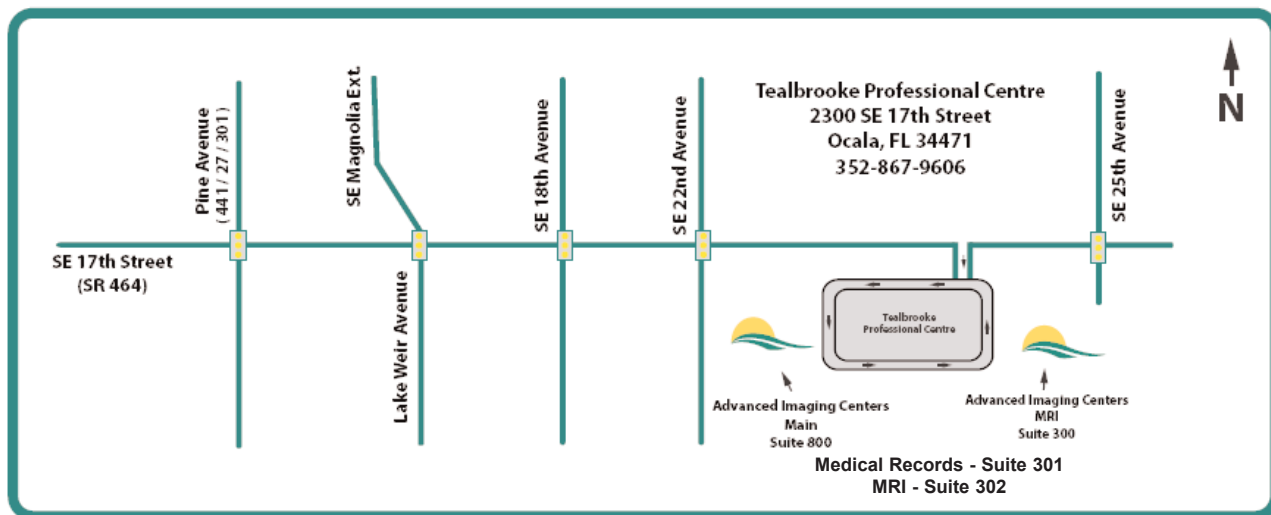 Pine Avenue
( 441 / 27 / 301 )
SE Magnolia Ext.
SE 18th Avenue
SE 22nd Avenue
Tealbrooke Professional Centre
2300 SE 17th Street
Ocala, FL 34471
352-867-9606
SE 25th Avenue
N
SE 17th Street
(SR 464)
Lake Weir Avenue
Tealbrooke
Professional Centre
Advanced Imaging Centers
Main
Suite 800
Advanced Imaging Centers
MRI
Suite 300
Medical Records - Suite 301
MRI - Suite 302